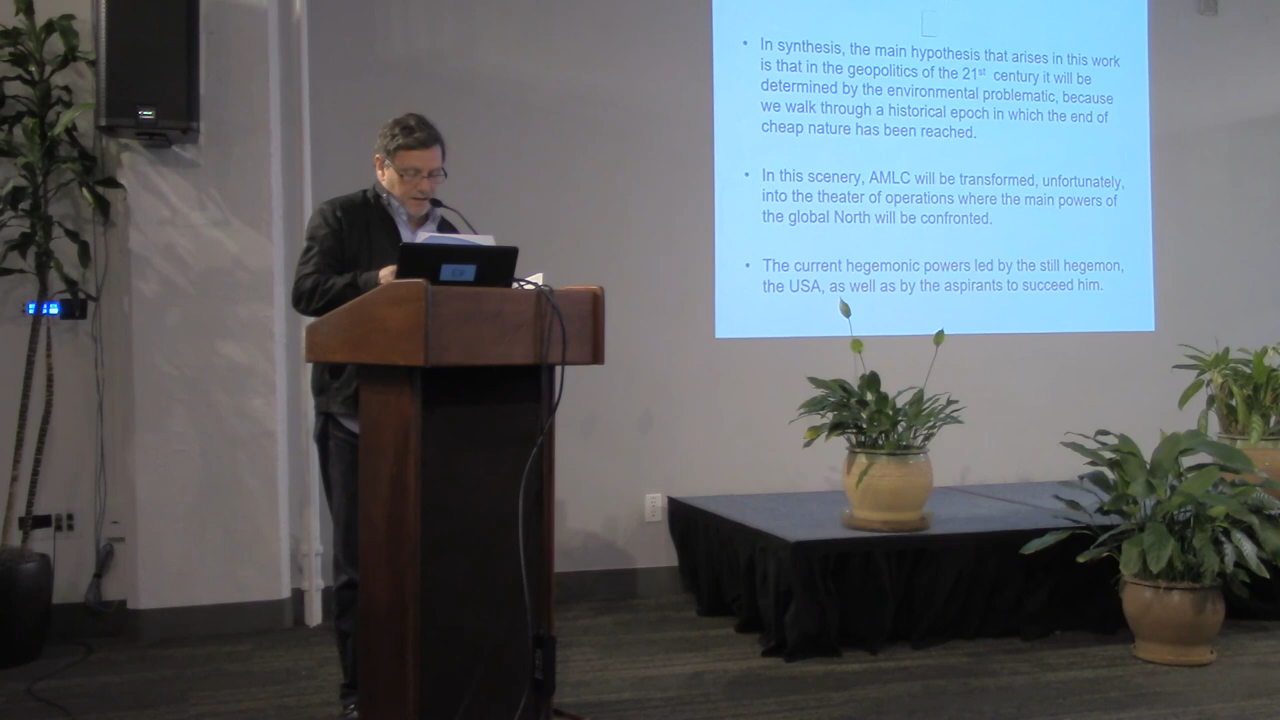 • In synthesis, the main hypothesis that arises in this work
is that in the geopolitics of the 21st century it will be
determined by the environmental problematic, because
we walk through a historical epoch in which the end of
cheap nature has been reached.
• In this scenery, AMLC will be transformed, unfortunately,
into the theater of operations where the main powers of
the global North will be confronted.
• The current hegemonic powers led by the still hegemon,
the USA, as well as by the aspirants to succeed him.